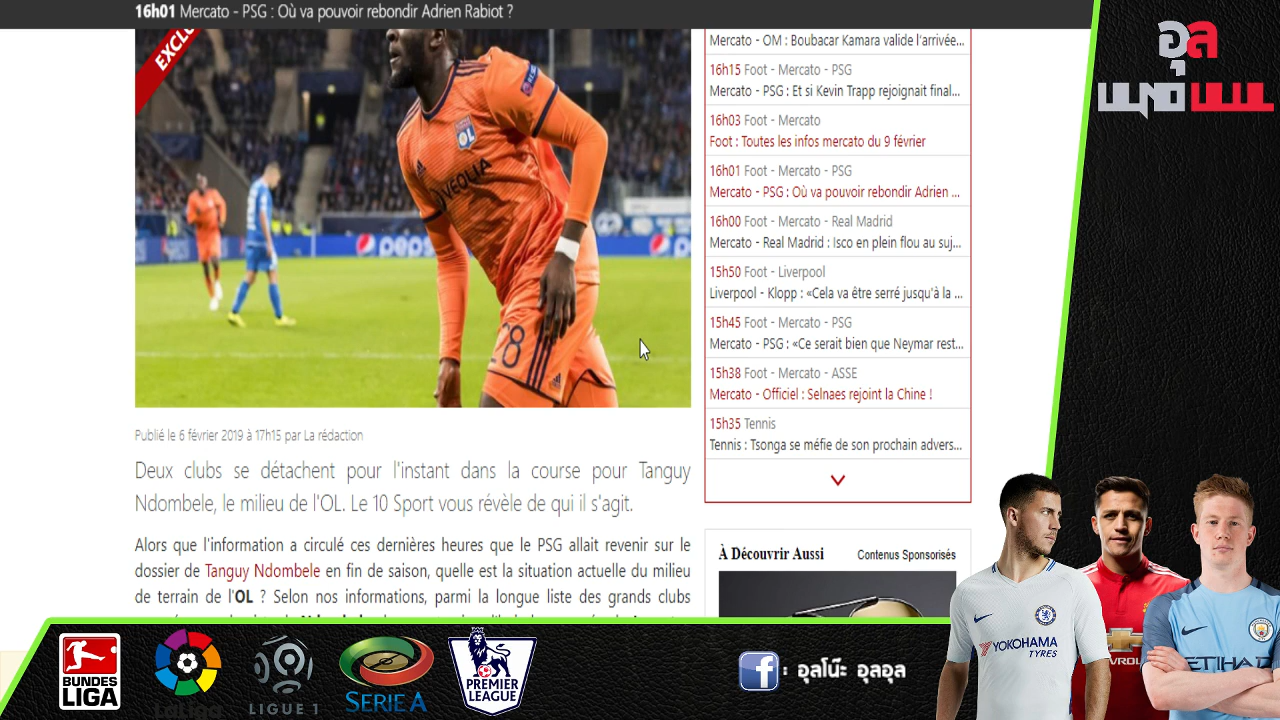 16h01 Mercato - PSG : Où va pouvoir rebondir Adrien Rabiot ?
EXCLU
OL
VEOLIA
pepsi
28
Publié le 6 février 2019 à 17h15 par La rédaction
Deux clubs se détachent pour l'instant dans la course pour Tanguy
Ndombele, le milieu de l'OL. Le 10 Sport vous révèle de qui il s'agit.
Alors que l'information a circulé ces dernières heures que le PSG allait revenir sur le
dossier de Tanguy Ndombele en fin de saison, quelle est la situation actuelle du milieu
de terrain de l'OL ? Selon nos informations, parmi la longue liste des grands clubs
Mercato - OM : Boubacar Kamara valide l'arrivée...
16h15 Foot - Mercato - PSG
Mercato - PSG : Et si Kevin Trapp rejoignait final...
16h03 Foot - Mercato
Foot : Toutes les infos mercato du 9 février
16h01 Foot - Mercato - PSG
Mercato - PSG : Où va pouvoir rebondir Adrien ...
16h00 Foot - Mercato - Real Madrid
Mercato - Real Madrid : Isco en plein flou au suj...
15h50 Foot - Liverpool
Liverpool - Klopp : «Cela va être serré jusqu'à la ...
15h45 Foot - Mercato - PSG
Mercato - PSG : «Ce serait bien que Neymar rest...
15h38 Foot - Mercato - ASSE
Mercato - Officiel : Selnaes rejoint la Chine !
15h35 Tennis
Tennis : Tsonga se méfie de son prochain advers...
À Découvrir Aussi
Contenus Sponsorisés
YOKOHAMA
TYRES
CHEVROLET
ETIHAD
BUNDES
LIGA
LaLiga
LIGUE 1
SERIE A
PREMIER
LEAGUE
f : อุลโน๊ะ อุลอุล